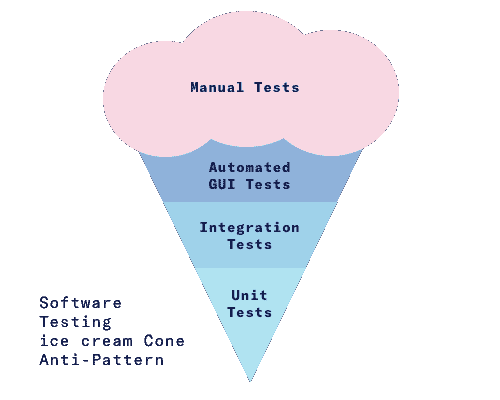 Manual Tests
Automated
GUI Tests
Integration
Tests
Unit
Tests
Software
Testing
ice cream Cone
Anti-Pattern